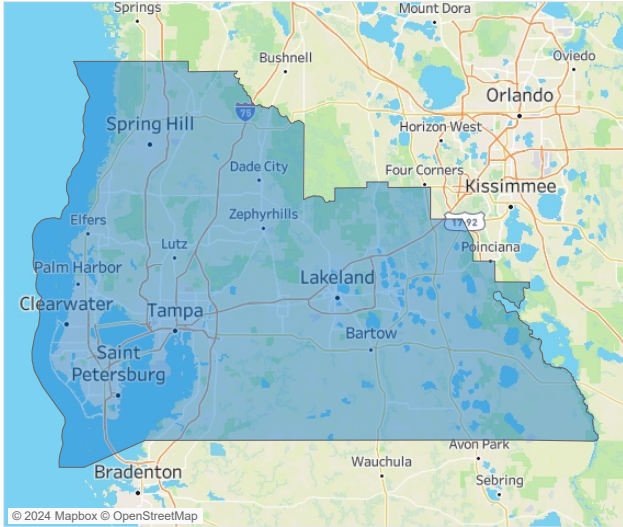 Springs
Mount Dora
Bushnell
Oviedo
Orlando
75
Spring Hill
Horizon West
Dade City
Four Corners
Kissimmee
Elfers
Zephyrhills
17-92
Lutz
Poinciana
Palm Harbor
Lakeland
Clearwater
Tampa
Bartow
Saint
Petersburg
Avon Park
Bradenton
Wauchula
Sebring
© 2024 Mapbox © OpenStreetMap